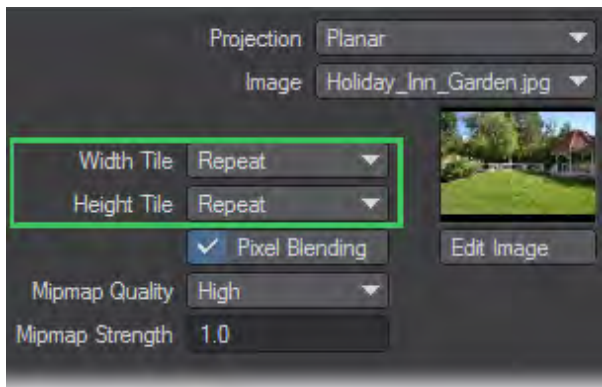 Projection Planar
Image Holiday_Inn_Garden.jpg
Width Tile Repeat
Height Tile Repeat
Pixel Blending Edit Image
Mipmap Quality High
Mipmap Strength 1.0